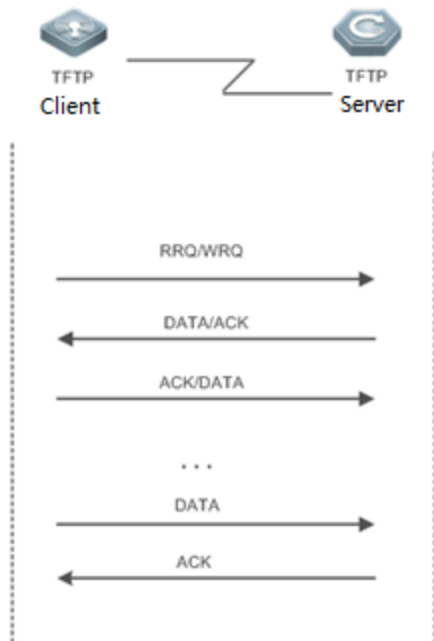 TFTP
Client
TFTP
Server
RRQ/WRQ
DATA/ACK
ACK/DATA
...
DATA
ACK